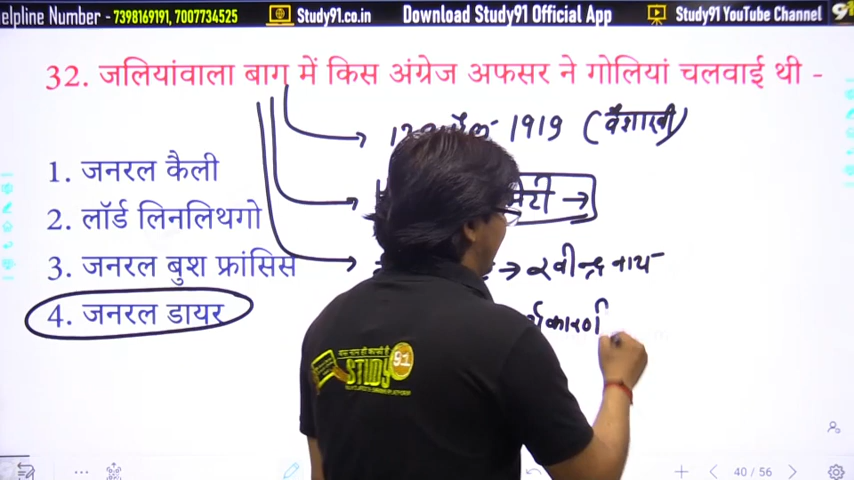 elpline Number - 7398169191, 7007734525 Study91.co.in Download Study91 Official App Study91 YouTube Channel 91
32. जलियांवाला बाग में किस अंग्रेज अफसर ने गोलियां चलवाई थी -
1919 (वैशाखी)
1. जनरल कैली
2. लॉर्ड लिनलिथगो
3. जनरल बुश फ्रांसिस
रवीन्द्र नाथ
4. जनरल डायर
STUDY 91
40 / 56